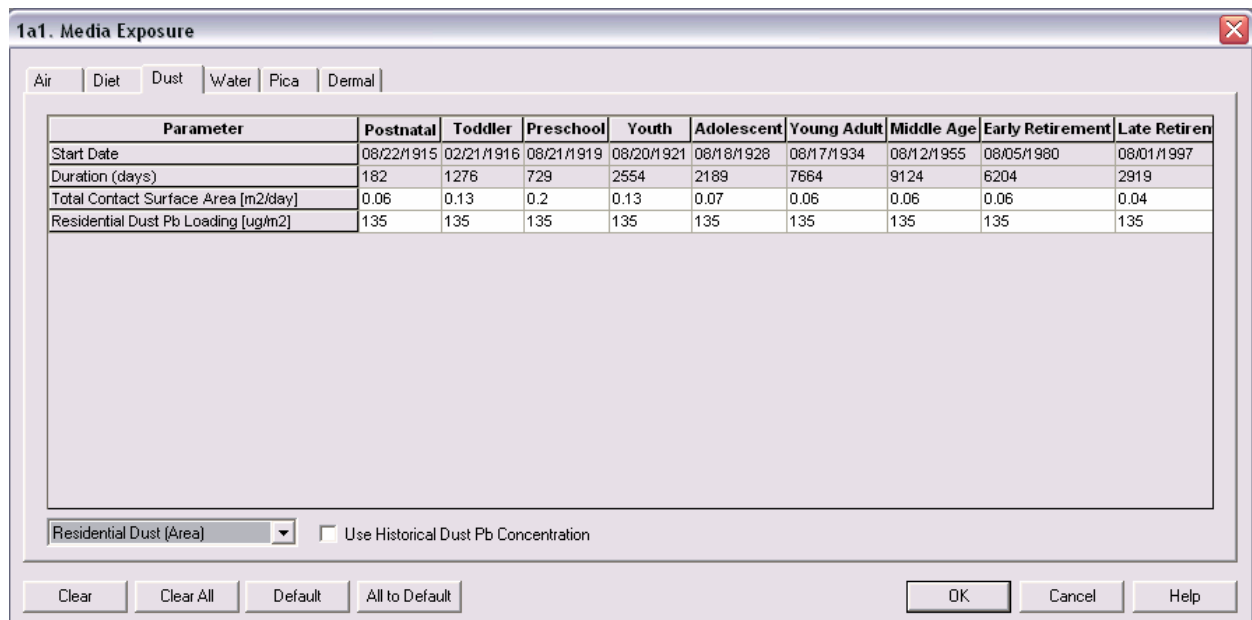 1a1. Media Exposure
Air Diet Dust Water Pica Dermal
Parameter Postnatal Toddler Preschool Youth Adolescent Young Adult Middle Age Early Retirement Late Retiren
Start Date 08/22/1915 02/21/1916 08/21/1919 08/20/1921 08/18/1928 08/17/1934 08/12/1955 08/05/1980 08/01/1997
Duration (days) 182 1276 729 2554 2189 7664 9124 6204 2919
Total Contact Surface Area [m2/day] 0.06 0.13 0.2 0.13 0.07 0.06 0.06 0.06 0.04
Residential Dust Pb Loading [ug/m2] 135 135 135 135 135 135 135 135 135
Residential Dust (Area) Use Historical Dust Pb Concentration
Clear Clear All Default All to Default OK Cancel Help